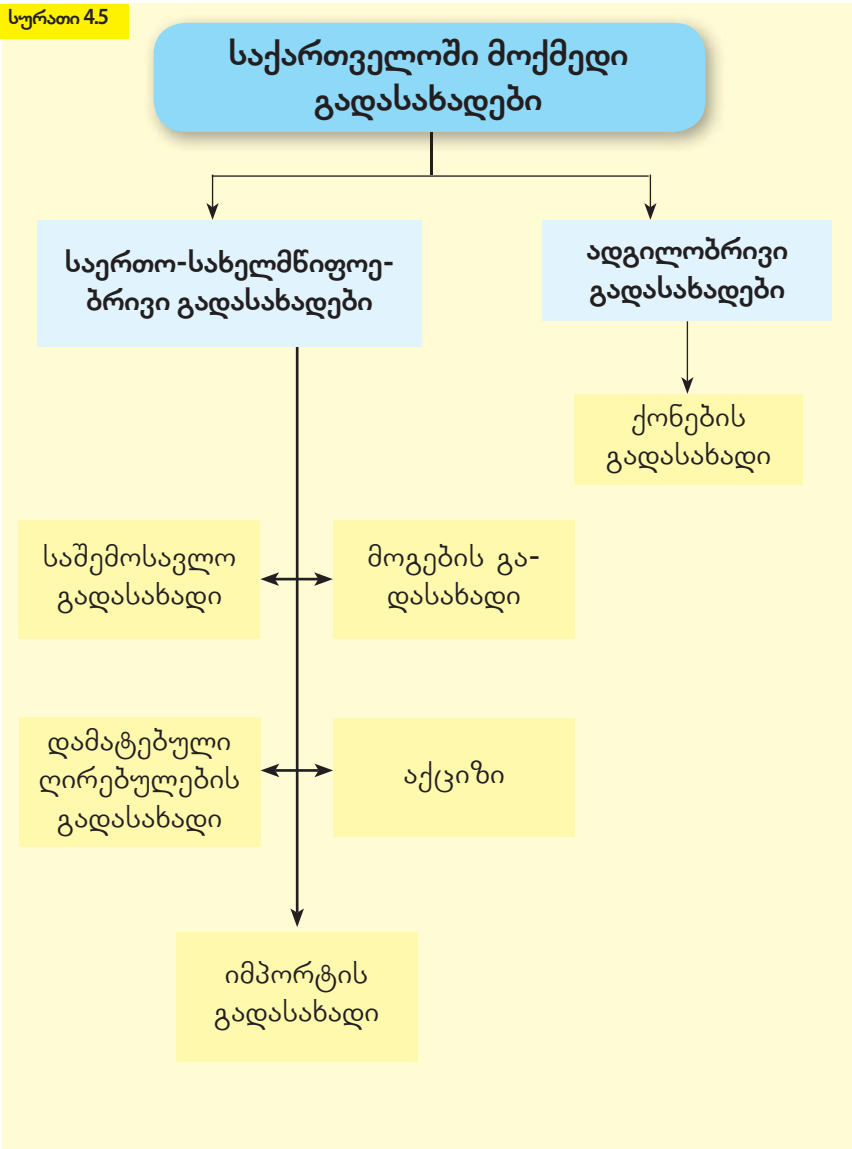 სურათი 4.5
საქართველოში მოქმედი
გადასახადები
საერთო-სახელმწიფოე-
ბრივი გადასახადები
ადგილობრივი
გადასახადები
ქონების
გადასახადი
საშემოსავლო
გადასახადი
მოგების გა-
დასახადი
დამატებული
ღირებულების
გადასახადი
აქციზი
იმპორტის
გადასახადი